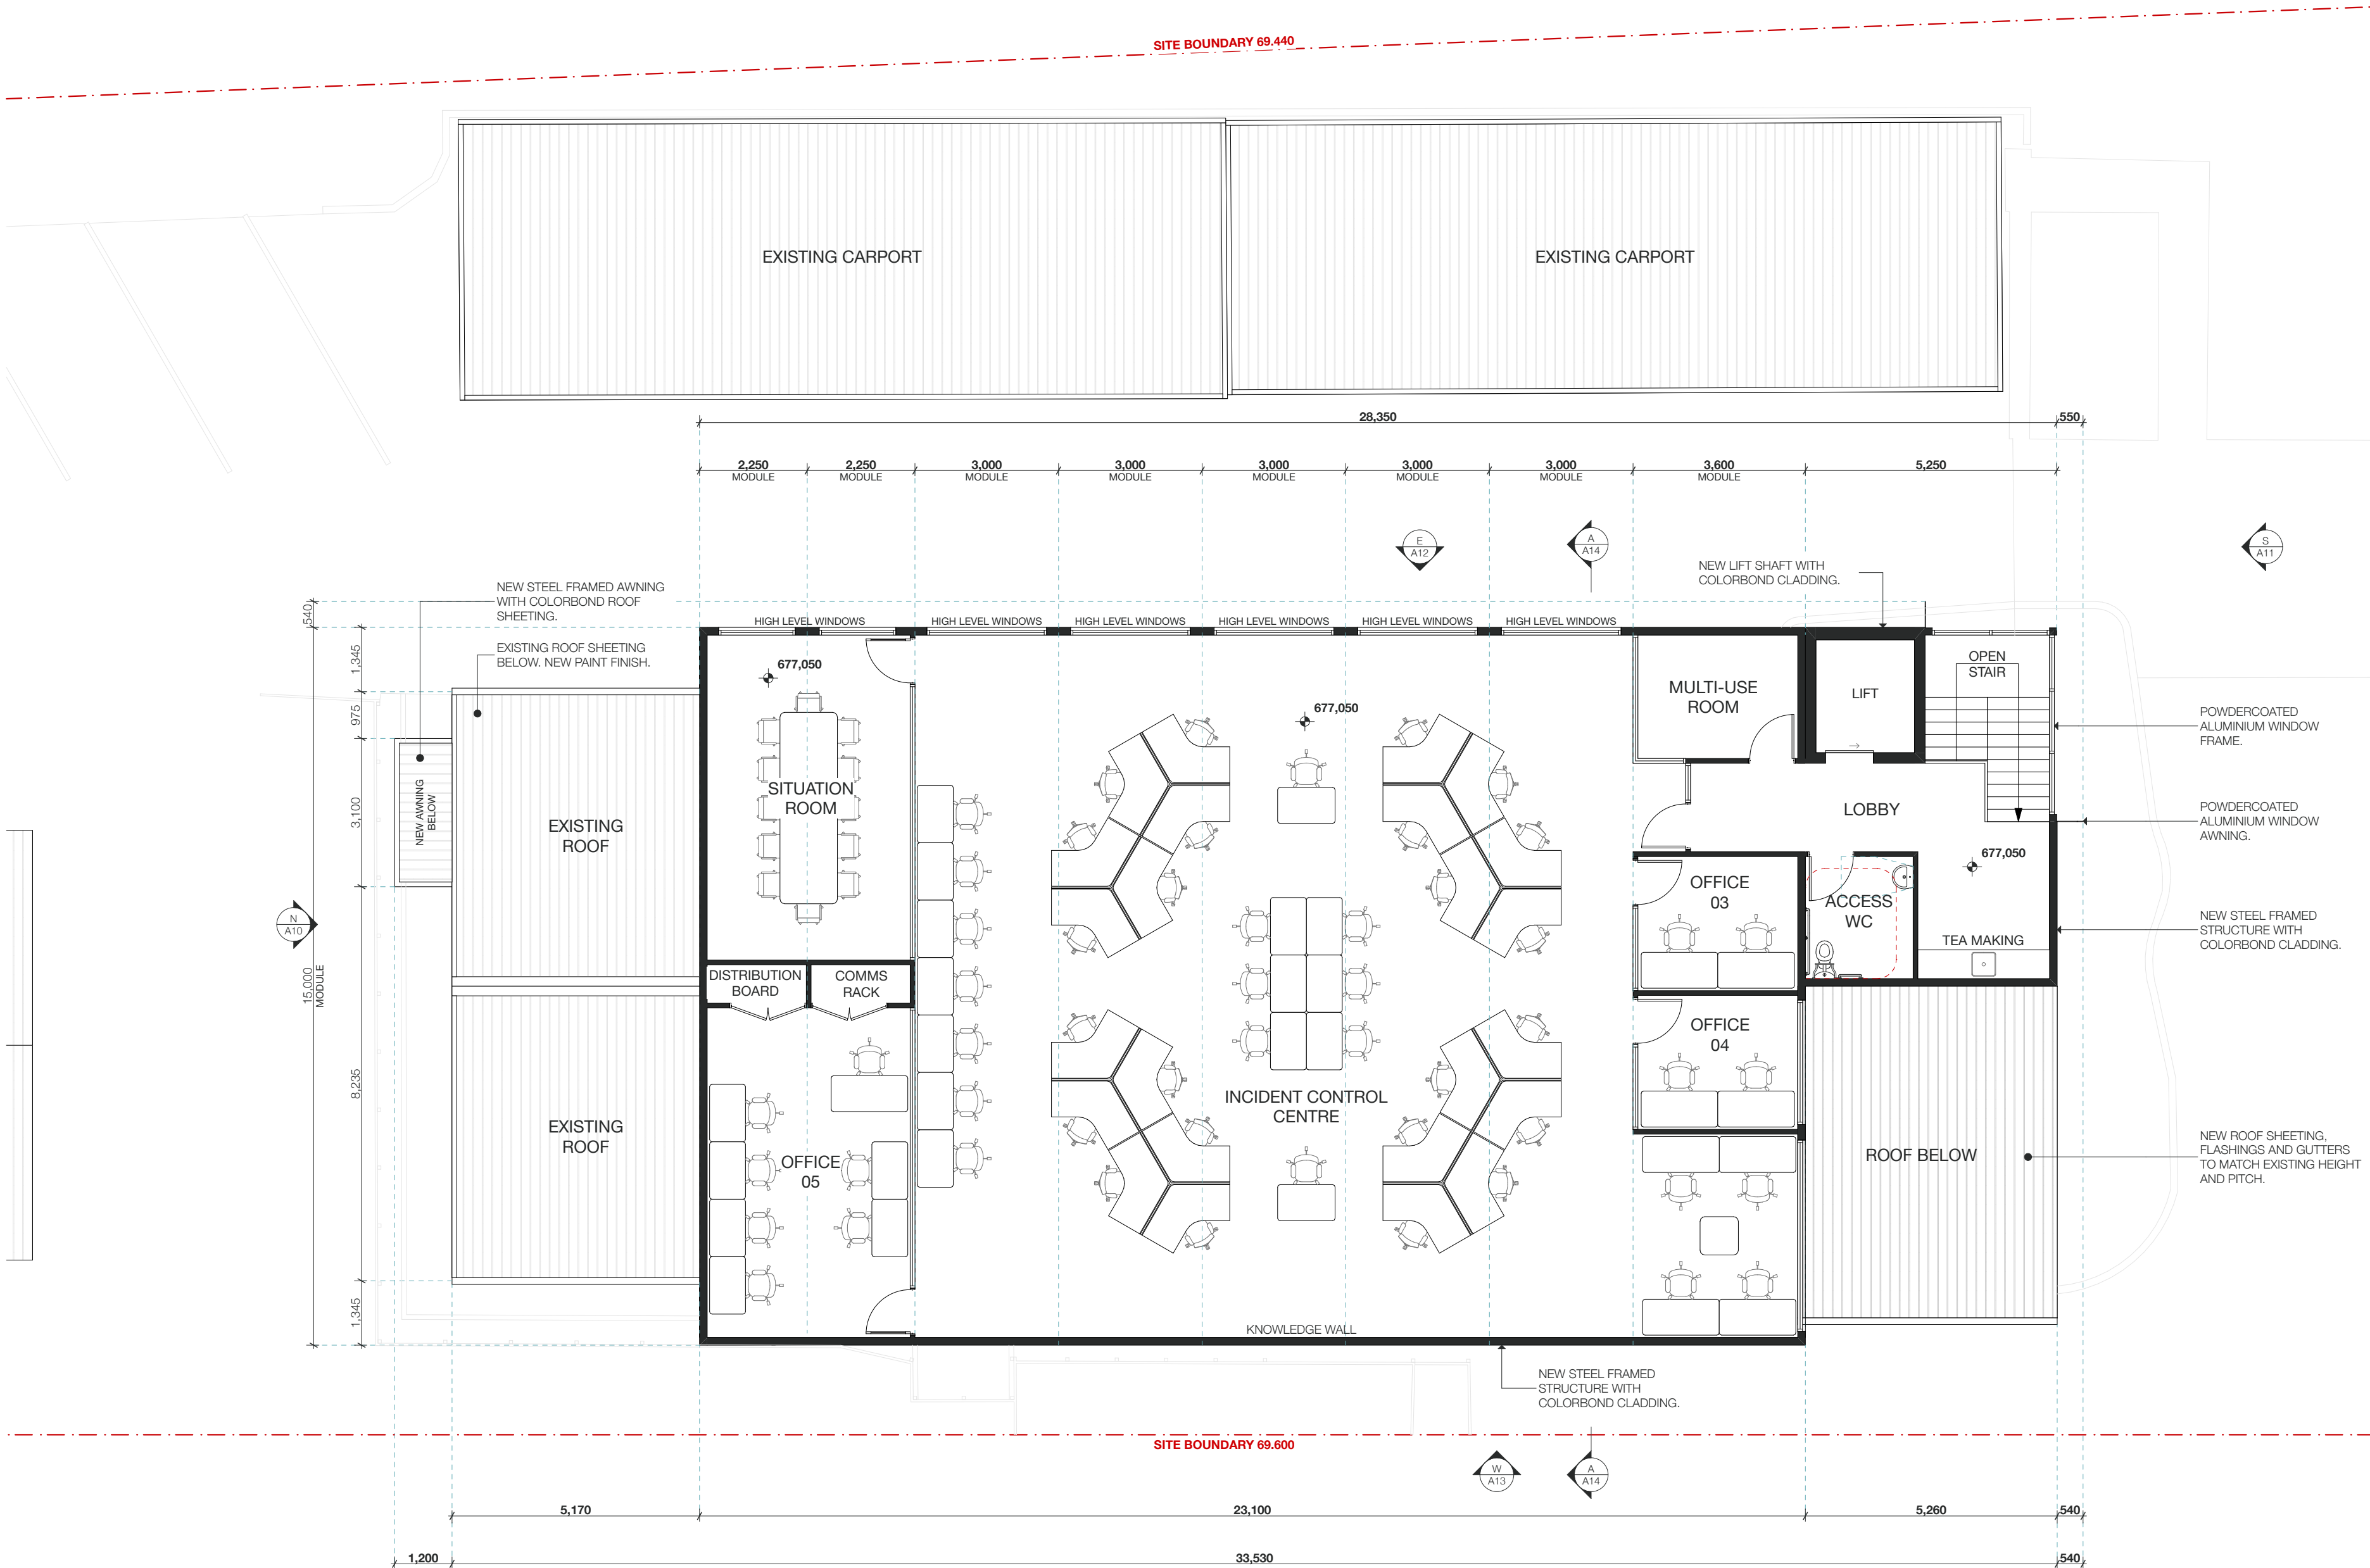 SITE BOUNDARY 69.440
EXISTING CARPORT
EXISTING CARPORT
28,350
550
2,250
MODULE
2,250
MODULE
3,000
MODULE
3,000
MODULE
3,000
MODULE
3,000
MODULE
3,000
MODULE
3,600
MODULE
5,250
E
A12
A
A14
S
A11
NEW LIFT SHAFT WITH
COLORBOND CLADDING.
NEW STEEL FRAMED AWNING
WITH COLORBOND ROOF
SHEETING.
EXISTING ROOF SHEETING
BELOW. NEW PAINT FINISH.
540
1,345
975
3,100
8,235
1,345
15,000
MODULE
N
A10
HIGH LEVEL WINDOWS
HIGH LEVEL WINDOWS
HIGH LEVEL WINDOWS
HIGH LEVEL WINDOWS
HIGH LEVEL WINDOWS
HIGH LEVEL WINDOWS
677,050
677,050
OPEN
STAIR
MULTI-USE
ROOM
LIFT
POWDERCOATED
ALUMINIUM WINDOW
FRAME.
NEW AWNING
BELOW
EXISTING
ROOF
SITUATION
ROOM
LOBBY
POWDERCOATED
ALUMINIUM WINDOW
AWNING.
677,050
OFFICE
03
ACCESS
WC
TEA MAKING
NEW STEEL FRAMED
STRUCTURE WITH
COLORBOND CLADDING.
DISTRIBUTION
BOARD
COMMS
RACK
OFFICE
04
EXISTING
ROOF
INCIDENT CONTROL
CENTRE
OFFICE
05
ROOF BELOW
NEW ROOF SHEETING,
FLASHINGS AND GUTTERS
TO MATCH EXISTING HEIGHT
AND PITCH.
KNOWLEDGE WALL
NEW STEEL FRAMED
STRUCTURE WITH
COLORBOND CLADDING.
SITE BOUNDARY 69.600
W
A13
A
A14
5,170
23,100
5,260
540
1,200
33,530
540